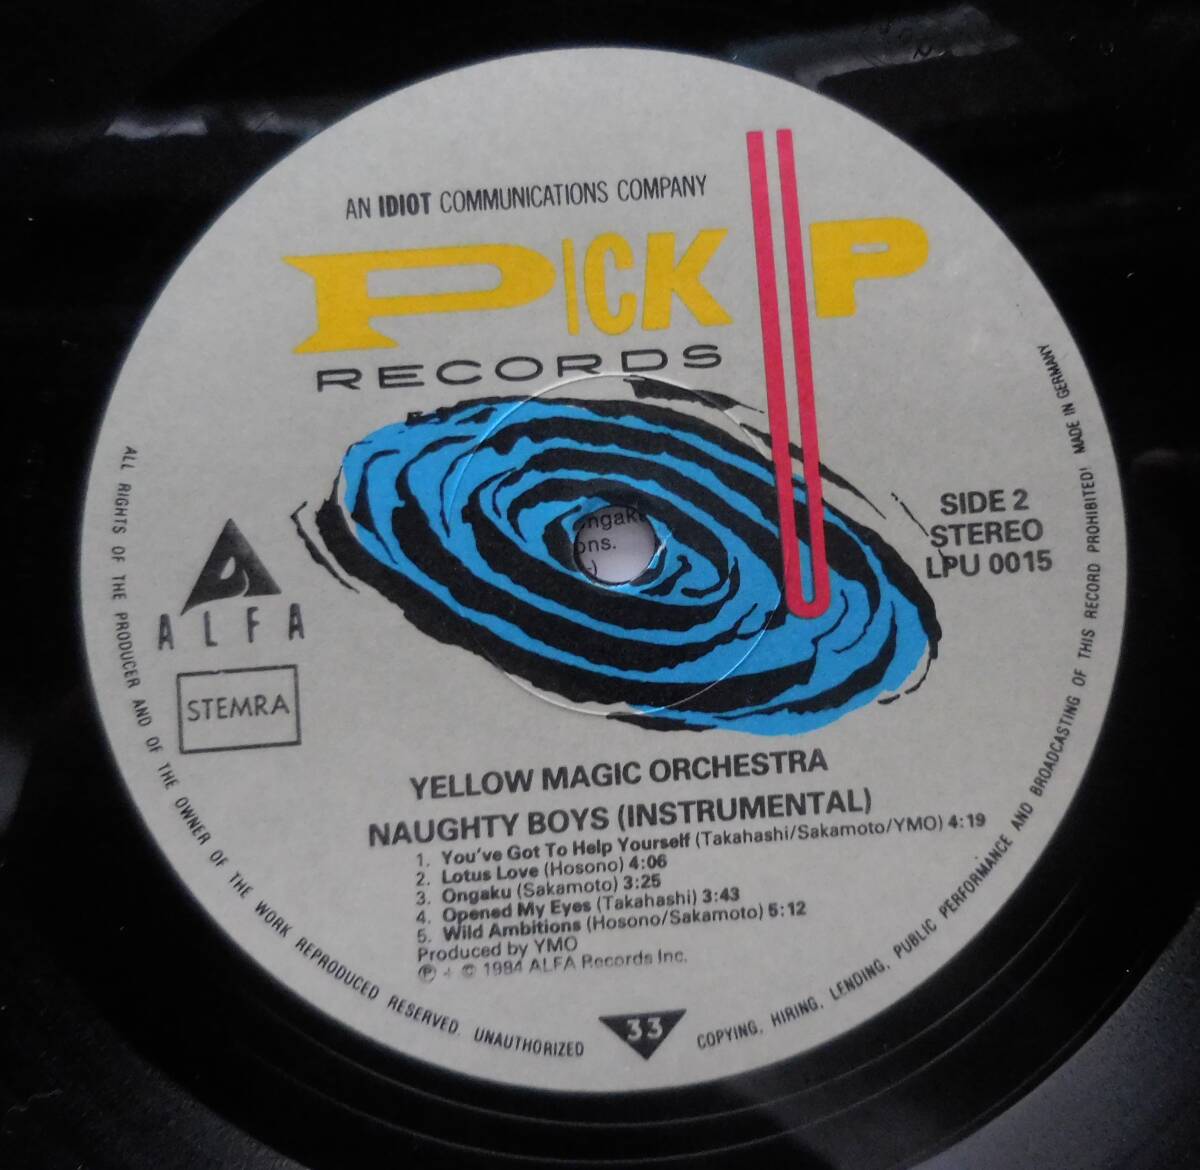 AN IDIOT COMMUNICATIONS COMPANY
PICK UP
RECORDS
SIDE 2
STEREO
LPU 0015
ALFA
STEMRA
ongaku
ons.
YELLOW MAGIC ORCHESTRA
NAUGHTY BOYS (INSTRUMENTAL)
1. You've Got To Help Yourself (Takahashi/Sakamoto/YMO) 4:19
2. Lotus Love (Hosono) 4:06
3. Ongaku (Sakamoto) 3:25
4. Opened My Eyes (Takahashi) 3:43
5. Wild Ambitions (Hosono/Sakamoto) 5:12
Produced by YMO
℗ + © 1984 ALFA Records Inc.
33
ALL RIGHTS OF THE PRODUCER AND OF THE OWNER OF THE WORK REPRODUCED RESERVED. UNAUTHORIZED COPYING, HIRING, LENDING, PUBLIC PERFORMANCE AND BROADCASTING OF THIS RECORD PROHIBITED! MADE IN GERMANY